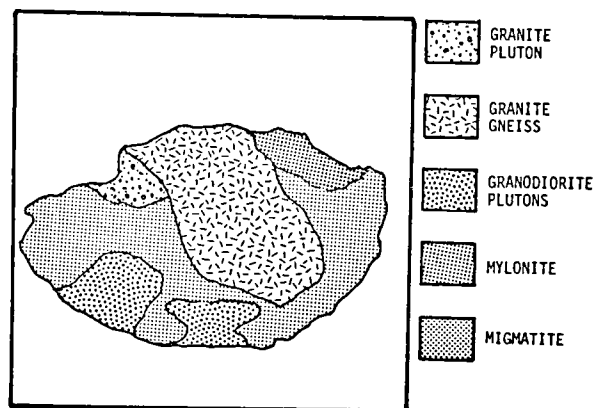 GRANITE
PLUTON
GRANITE
GNEISS
GRANODIORITE
PLUTONS
MYLONITE
MIGMATITE